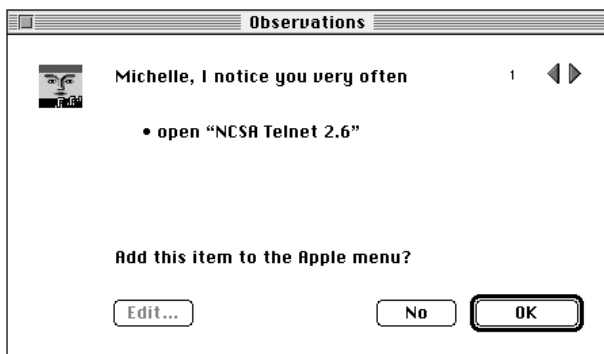 Observations
Michelle, I notice you very often 1
• open “NCSA Telnet 2.6”
Add this item to the Apple menu?
Edit... No OK